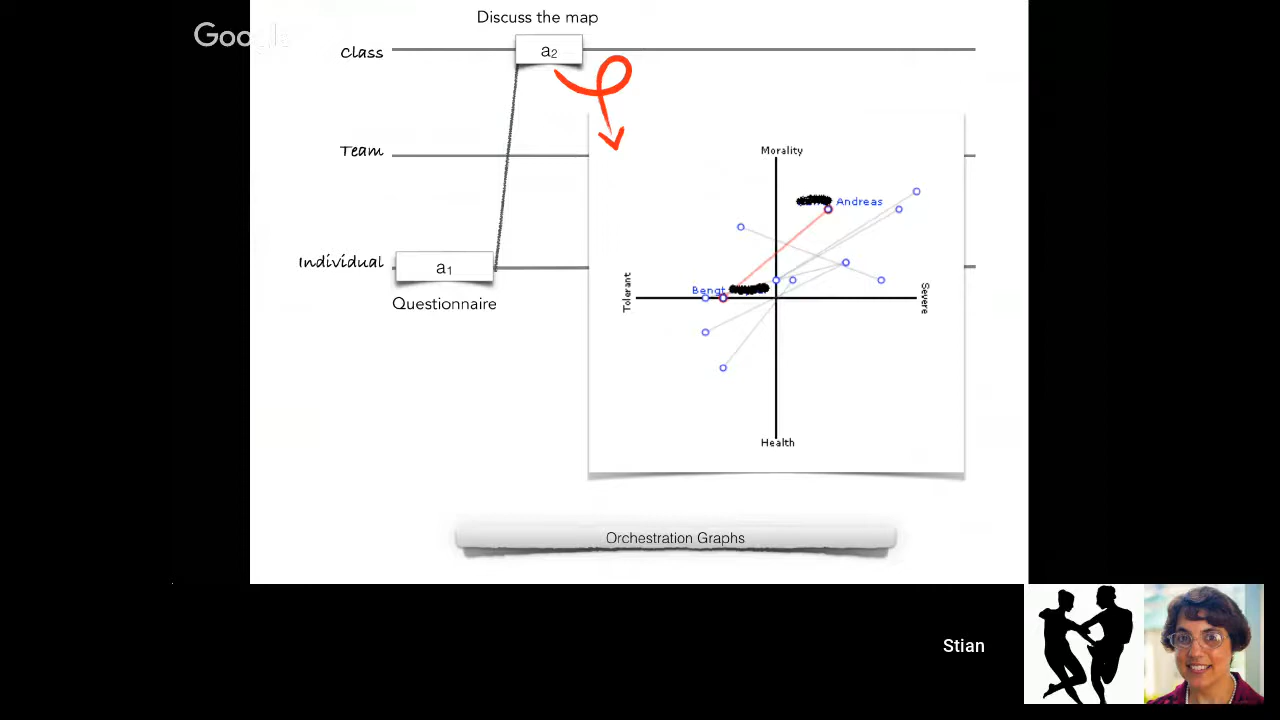 Discuss the map
Google
Class
a2
Team
Morality
Andreas
Individual
a1
Questionnaire
Tolerant
Bengt
Severe
Health
Orchestration Graphs
Stian